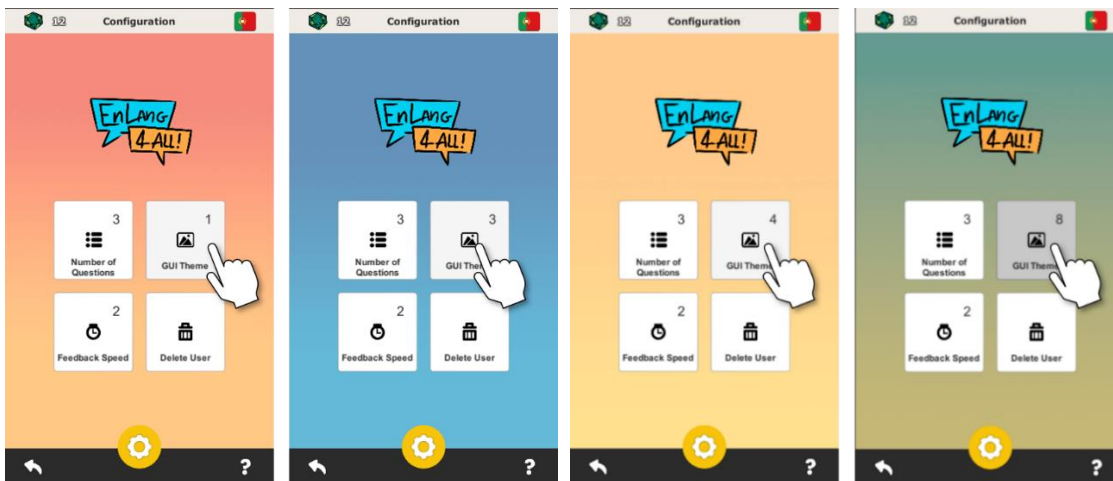 12 Configuration
EnLang
4 ALL!
3
Number of
Questions
1
GUI Theme
2
Feedback Speed
Delete User
?
12 Configuration
EnLang
4 ALL!
3
Number of
Questions
3
GUI The
2
Feedback Speed
Delete User
?
12 Configuration
EnLang
4 ALL!
3
Number of
Questions
4
GUI Theme
2
Feedback Speed
Delete User
?
12 Configuration
EnLang
4 ALL!
3
Number of
Questions
8
GUI Theme
2
Feedback Speed
Delete User
?